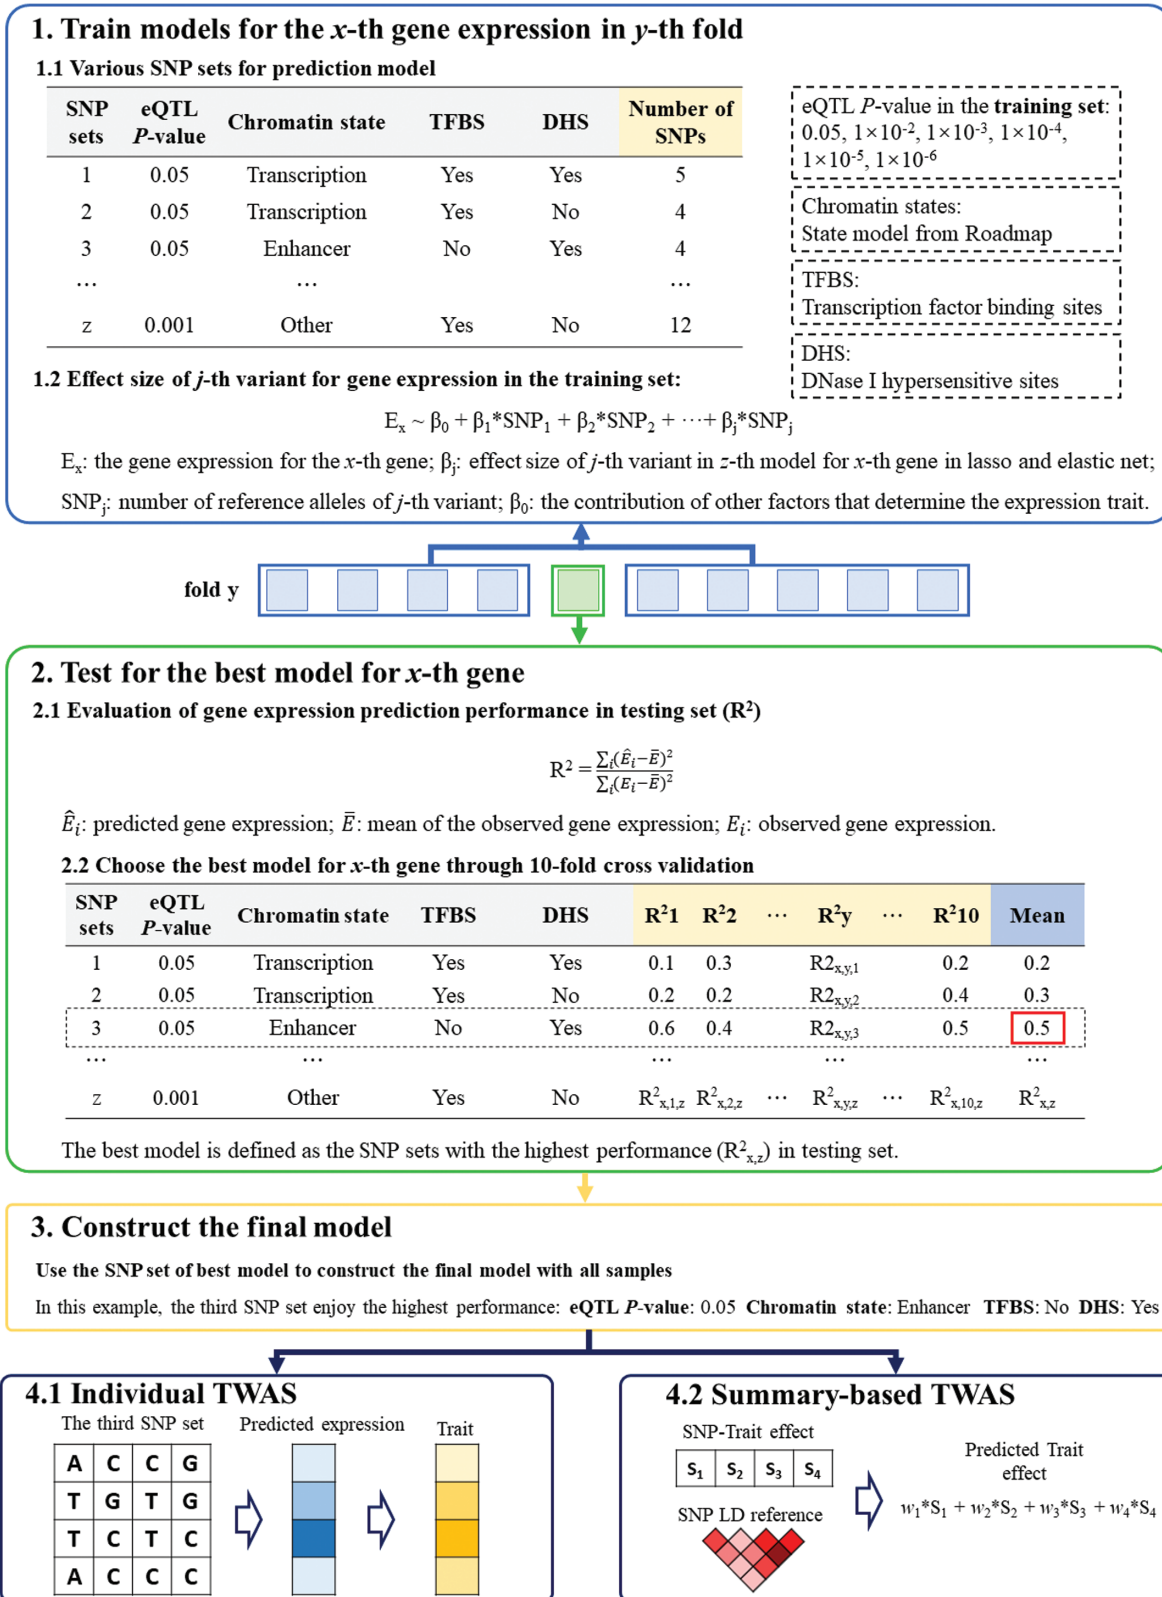 1. Train models for the x-th gene expression in y-th fold
1.1 Various SNP sets for prediction model
SNP sets eQTL P-value Chromatin state TFBS DHS Number of SNPs
1 0.05 Transcription Yes Yes 5
2 0.05 Transcription Yes No 4
3 0.05 Enhancer No Yes 4
... ... ...
z 0.001 Other Yes No 12
eQTL P-value in the training set:
0.05, 1×10⁻², 1×10⁻³, 1×10⁻⁴,
1×10⁻⁵, 1×10⁻⁶
Chromatin states:
State model from Roadmap
TFBS:
Transcription factor binding sites
DHS:
DNase I hypersensitive sites
1.2 Effect size of j-th variant for gene expression in the training set:
Eₓ ~ β₀ + β₁*SNP₁ + β₂*SNP₂ + ···+ βⱼ*SNPⱼ
Eₓ: the gene expression for the x-th gene; βⱼ: effect size of j-th variant in z-th model for x-th gene in lasso and elastic net;
SNPⱼ: number of reference alleles of j-th variant; β₀: the contribution of other factors that determine the expression trait.
fold y
2. Test for the best model for x-th gene
2.1 Evaluation of gene expression prediction performance in testing set (R²)
R² = ∑ᵢ(Êᵢ−Ē)² / ∑ᵢ(Eᵢ−Ē)²
Êᵢ: predicted gene expression; Ē: mean of the observed gene expression; Eᵢ: observed gene expression.
2.2 Choose the best model for x-th gene through 10-fold cross validation
SNP sets eQTL P-value Chromatin state TFBS DHS R²1 R²2 ··· R²y ··· R²10 Mean
1 0.05 Transcription Yes Yes 0.1 0.3 R2x,y,1 0.2 0.2
2 0.05 Transcription Yes No 0.2 0.2 R2x,y,2 0.4 0.3
3 0.05 Enhancer No Yes 0.6 0.4 R2x,y,3 0.5 0.5
... ... ... ... ...
z 0.001 Other Yes No R²x,1,z R²x,2,z ··· R²x,y,z ··· R²x,10,z R²x,z
The best model is defined as the SNP sets with the highest performance (R²x,z) in testing set.
3. Construct the final model
Use the SNP set of best model to construct the final model with all samples
In this example, the third SNP set enjoy the highest performance: eQTL P-value: 0.05 Chromatin state: Enhancer TFBS: No DHS: Yes
4.1 Individual TWAS
The third SNP set Predicted expression Trait
A C C G
T G T G
T C T C
A C C C
4.2 Summary-based TWAS
SNP-Trait effect
S₁ S₂ S₃ S₄
SNP LD reference
Predicted Trait
effect
w₁*S₁ + w₂*S₂ + w₃*S₃ + w₄*S₄